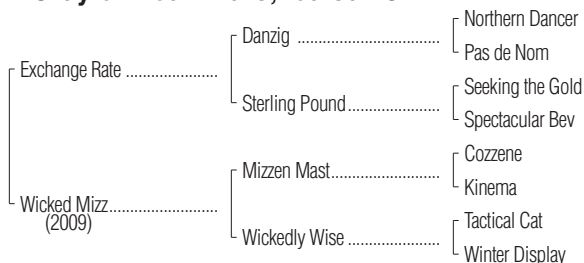 Northern Dancer
Danzig
Pas de Nom
Exchange Rate
Seeking the Gold
Sterling Pound
Spectacular Bev
Cozzene
Mizzen Mast
Kinema
Wicked Mizz
(2009)
Tactical Cat
Wickedly Wise
Winter Display